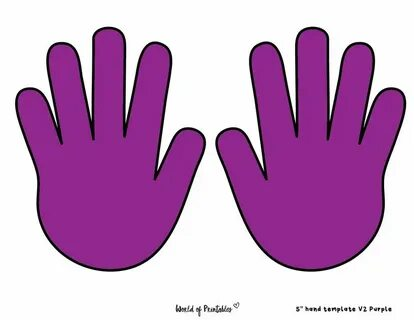 World of Printables
5" hand template V2 Purple